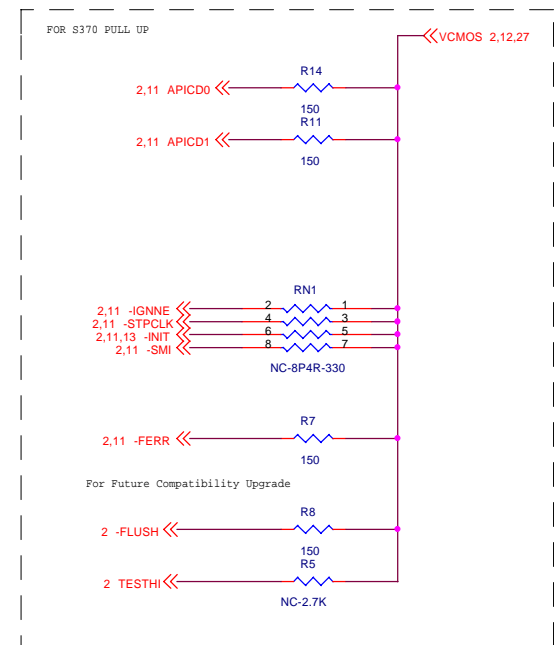 FOR S370 PULL UP
VCMOS 2,12,27
R14
2,11 APICD0
150
R11
2,11 APICD1
150
RN1
2,11 -IGNNE 2 1
2,11 -STPCLK 4 3
2,11,13 -INIT 6 5
2,11 -SMI 8 7
NC-8P4R-330
R7
2,11 -FERR
150
For Future Compatibility Upgrade
R8
2 -FLUSH
150
R5
2 TESTHI
NC-2.7K